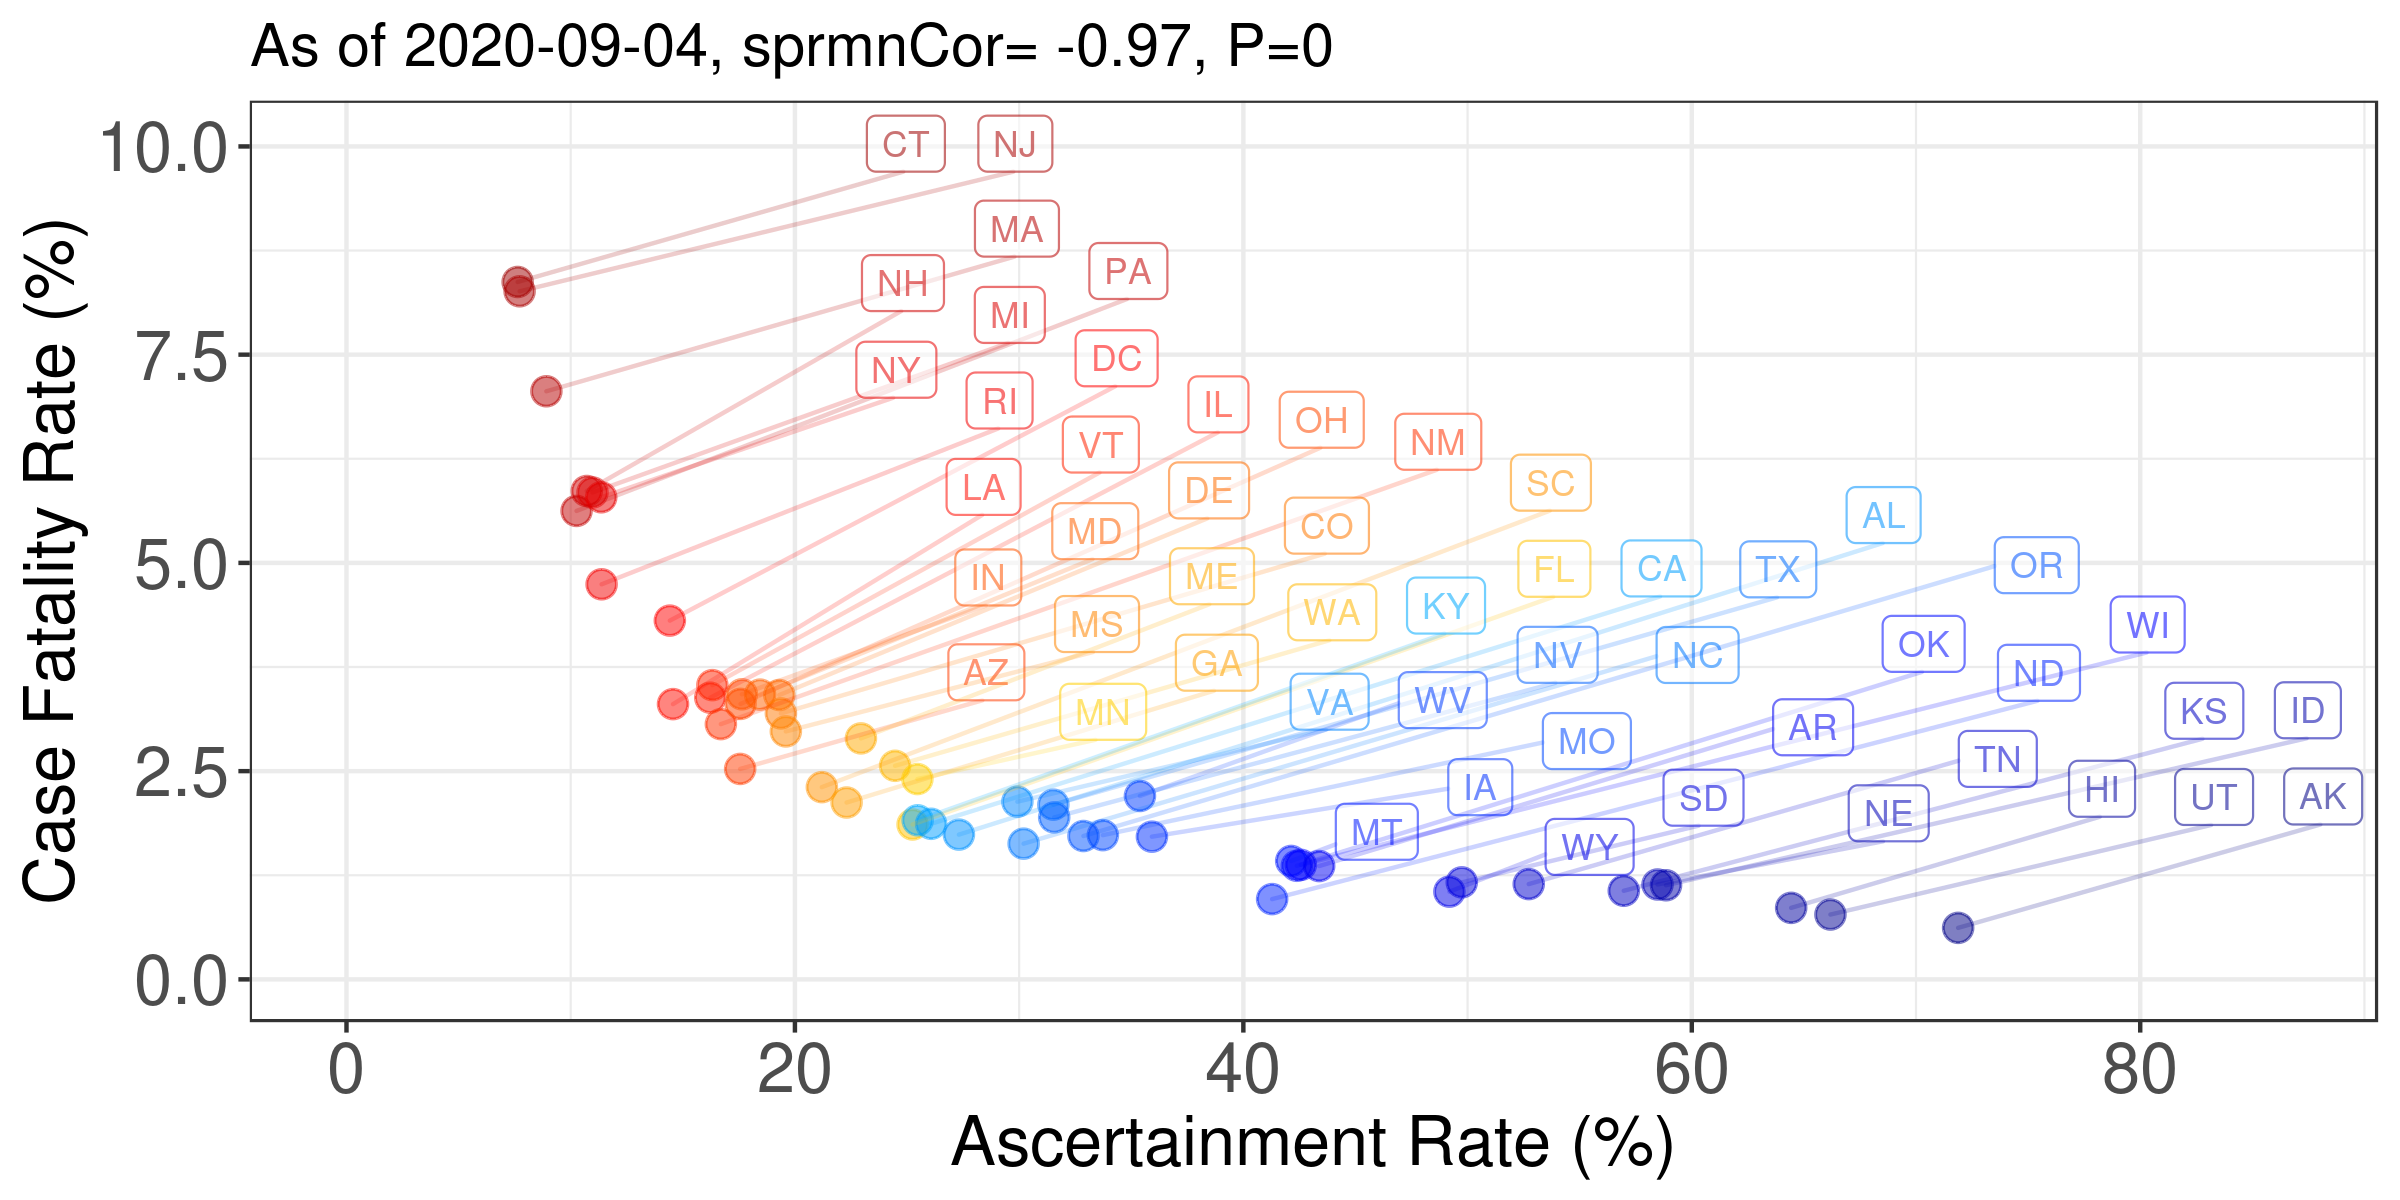 As of 2020-09-04, sprmnCor= -0.97, P=0
Case Fatality Rate (%)
10.0
7.5
5.0
2.5
0.0
CT NJ
MA
PA
NH
MI
DC
NY
RI
IL
OH
NM
VT
SC
LA
DE
AL
CO
MD
OR
CA
TX
FL
ME
IN
KY
WA
MS
WI
OK
NC
NV
GA
AZ
ND
WV
VA
ID
KS
MN
AR
MO
TN
IA
HI
AK
UT
SD
NE
MT
WY
0 20 40 60 80
Ascertainment Rate (%)